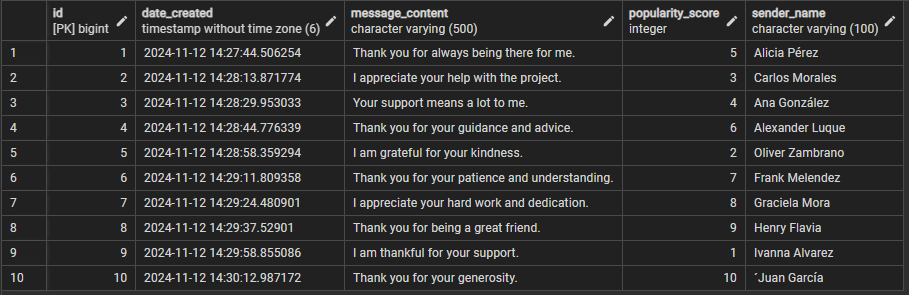 id date_created message_content popularity_score sender_name
[PK] bigint timestamp without time zone (6) character varying (500) integer character varying (100)
1 1 2024-11-12 14:27:44.506254 Thank you for always being there for me. 5 Alicia Pérez
2 2 2024-11-12 14:28:13.871774 I appreciate your help with the project. 3 Carlos Morales
3 3 2024-11-12 14:28:29.953033 Your support means a lot to me. 4 Ana González
4 4 2024-11-12 14:28:44.776339 Thank you for your guidance and advice. 6 Alexander Luque
5 5 2024-11-12 14:28:58.359294 I am grateful for your kindness. 2 Oliver Zambrano
6 6 2024-11-12 14:29:11.809358 Thank you for your patience and understanding. 7 Frank Melendez
7 7 2024-11-12 14:29:24.480901 I appreciate your hard work and dedication. 8 Graciela Mora
8 8 2024-11-12 14:29:37.52901 Thank you for being a great friend. 9 Henry Flavia
9 9 2024-11-12 14:29:58.855086 I am thankful for your support. 1 Ivanna Alvarez
10 10 2024-11-12 14:30:12.987172 Thank you for your generosity. 10 ´Juan García